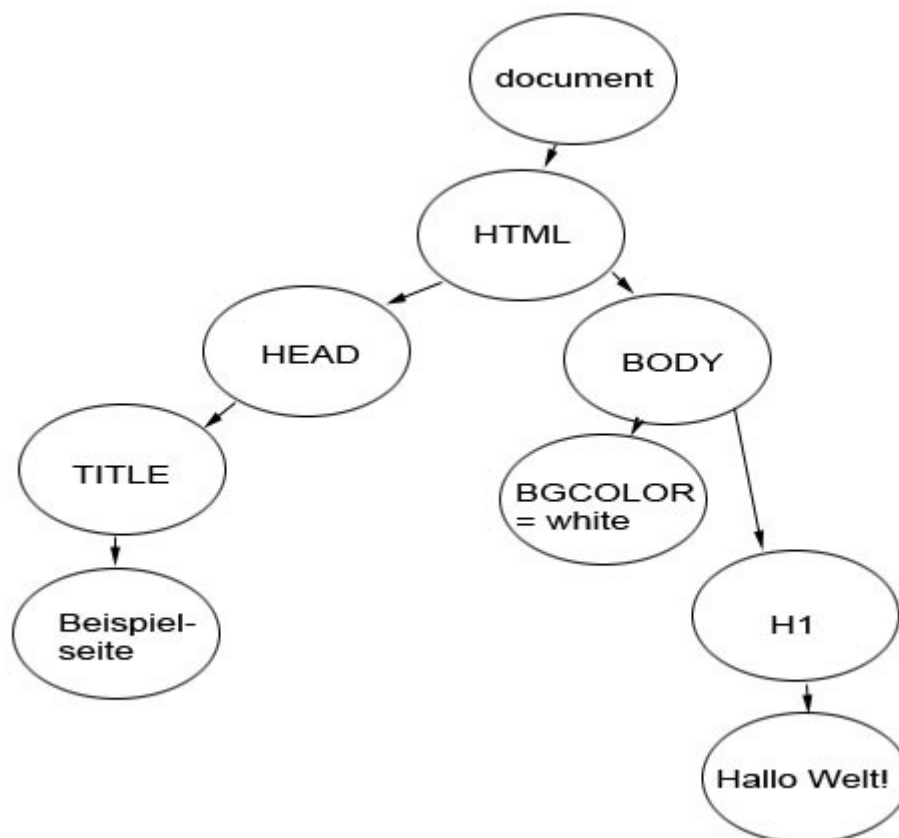 document
HTML
HEAD
BODY
TITLE
BGCOLOR
= white
Beispiel-
seite
H1
Hallo Welt!